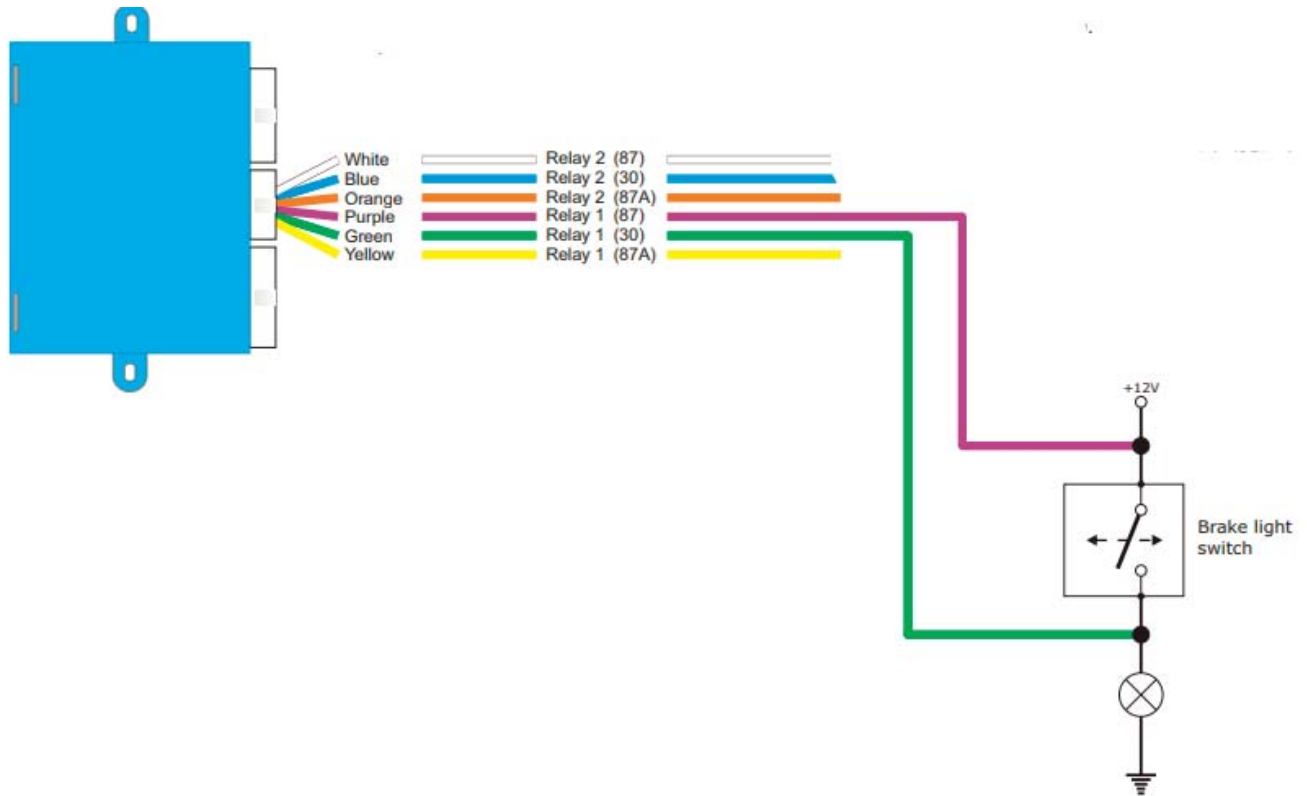 White Relay 2 (87)
Blue Relay 2 (30)
Orange Relay 2 (87A)
Purple Relay 1 (87)
Green Relay 1 (30)
Yellow Relay 1 (87A)
+12V
Brake light
switch